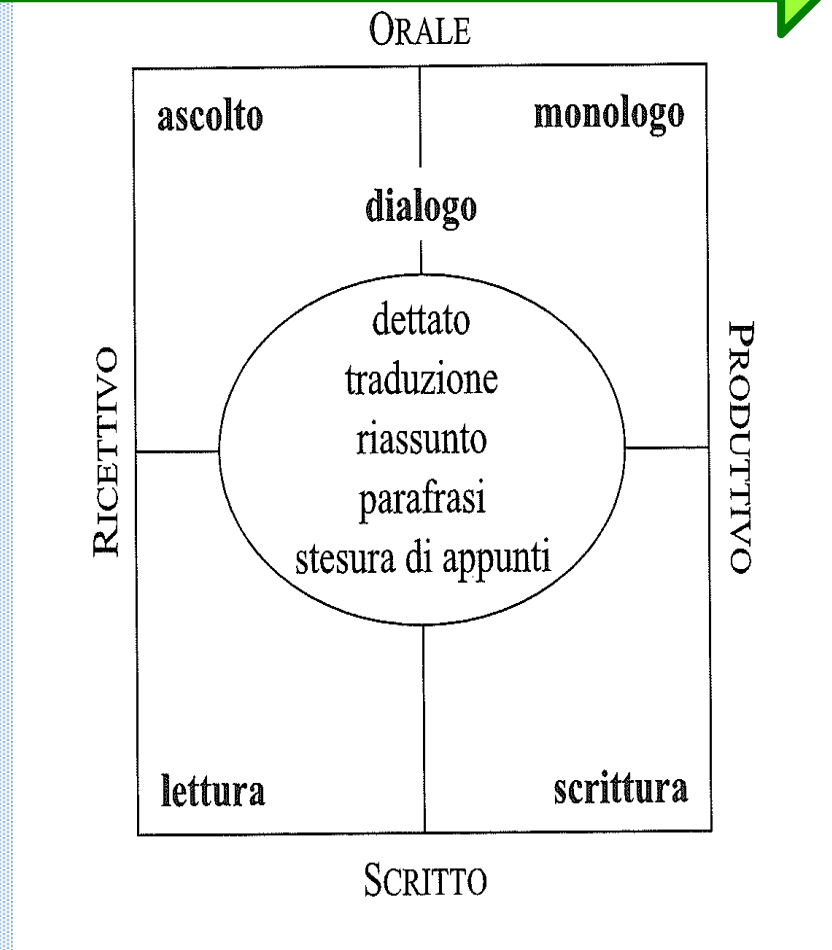 ORALE
ascolto
monologo
dialogo
dettato
traduzione
riassunto
parafrasi
stesura di appunti
RICETTIVO
PRODUTTIVO
lettura
scrittura
SCRITTO